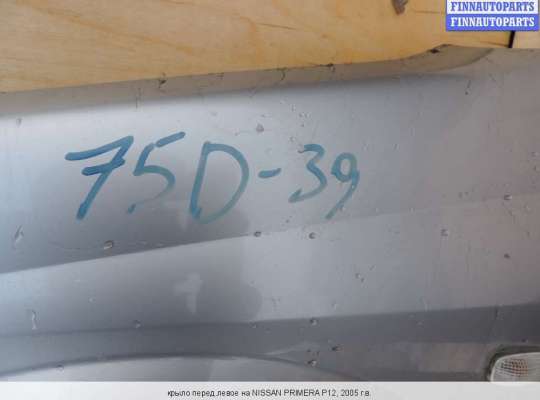 FINNAUTOPARTS
FINNAUTOPARTS
75D-39
крыло перед.левое на NISSAN PRIMERA P12, 2005 г.в.